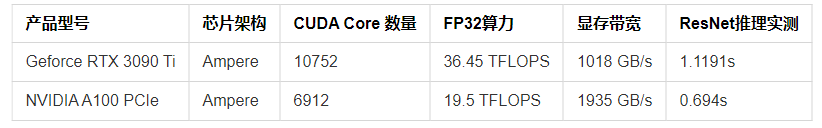 产品型号 芯片架构 CUDA Core 数量 FP32算力 显存带宽 ResNet推理实测
Geforce RTX 3090 Ti Ampere 10752 36.45 TFLOPS 1018 GB/s 1.1191s
NVIDIA A100 PCIe Ampere 6912 19.5 TFLOPS 1935 GB/s 0.694s